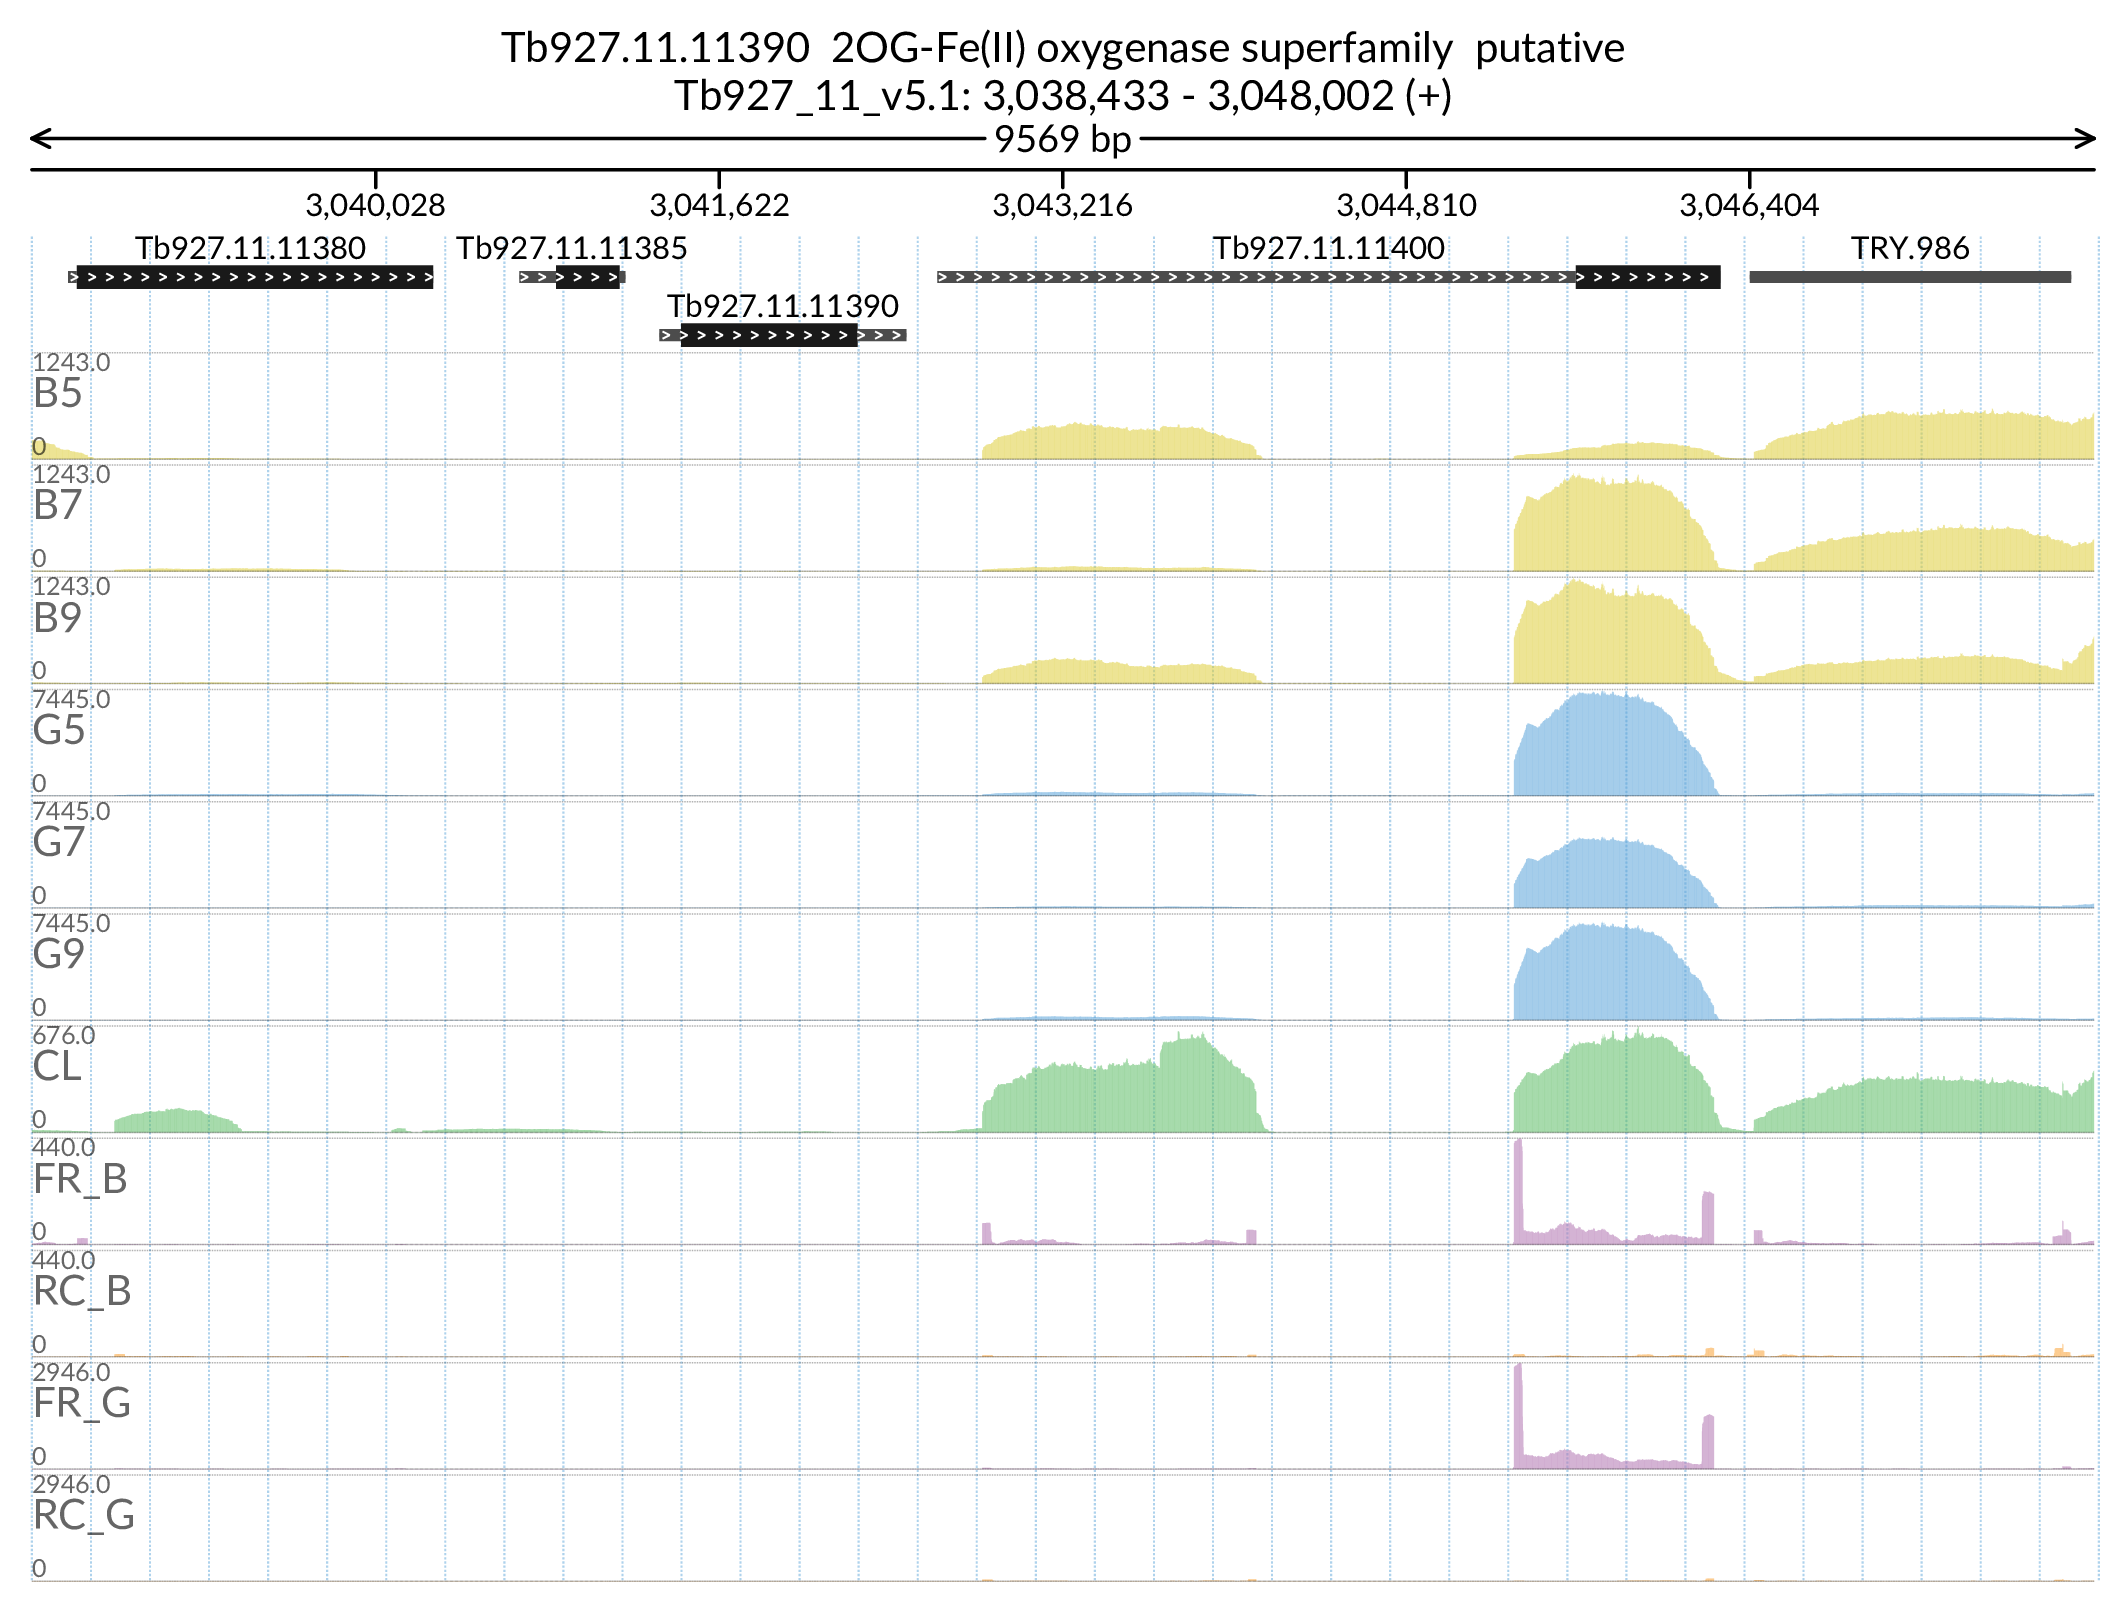 Tb927.11.11390  2OG-Fe(II) oxygenase superfamily  putative
Tb927_11_v5.1: 3,038,433 - 3,048,002 (+)
9569 bp
3,040,028 3,041,622 3,043,216 3,044,810 3,046,404
Tb927.11.11380 Tb927.11.11385 Tb927.11.11400 TRY.986
Tb927.11.11390
1243.0
B5
0
1243.0
B7
0
1243.0
B9
0
7445.0
G5
0
7445.0
G7
0
7445.0
G9
0
676.0
CL
0
440.0
FR_B
0
440.0
RC_B
0
2946.0
FR_G
0
2946.0
RC_G
0